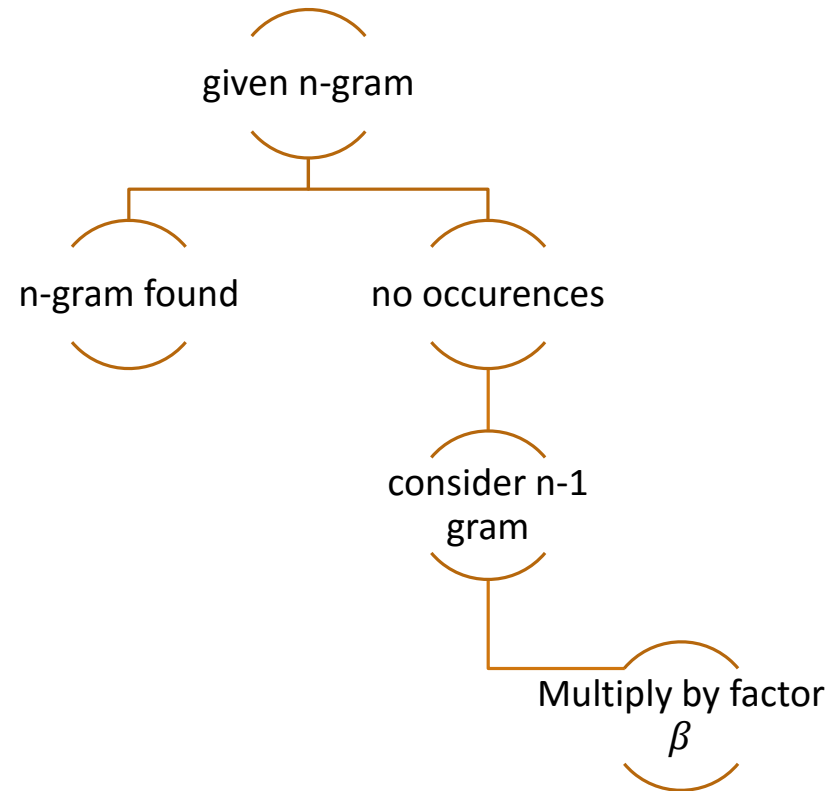 given n-gram
n-gram found
no occurences
consider n-1
gram
Multiply by factor
β